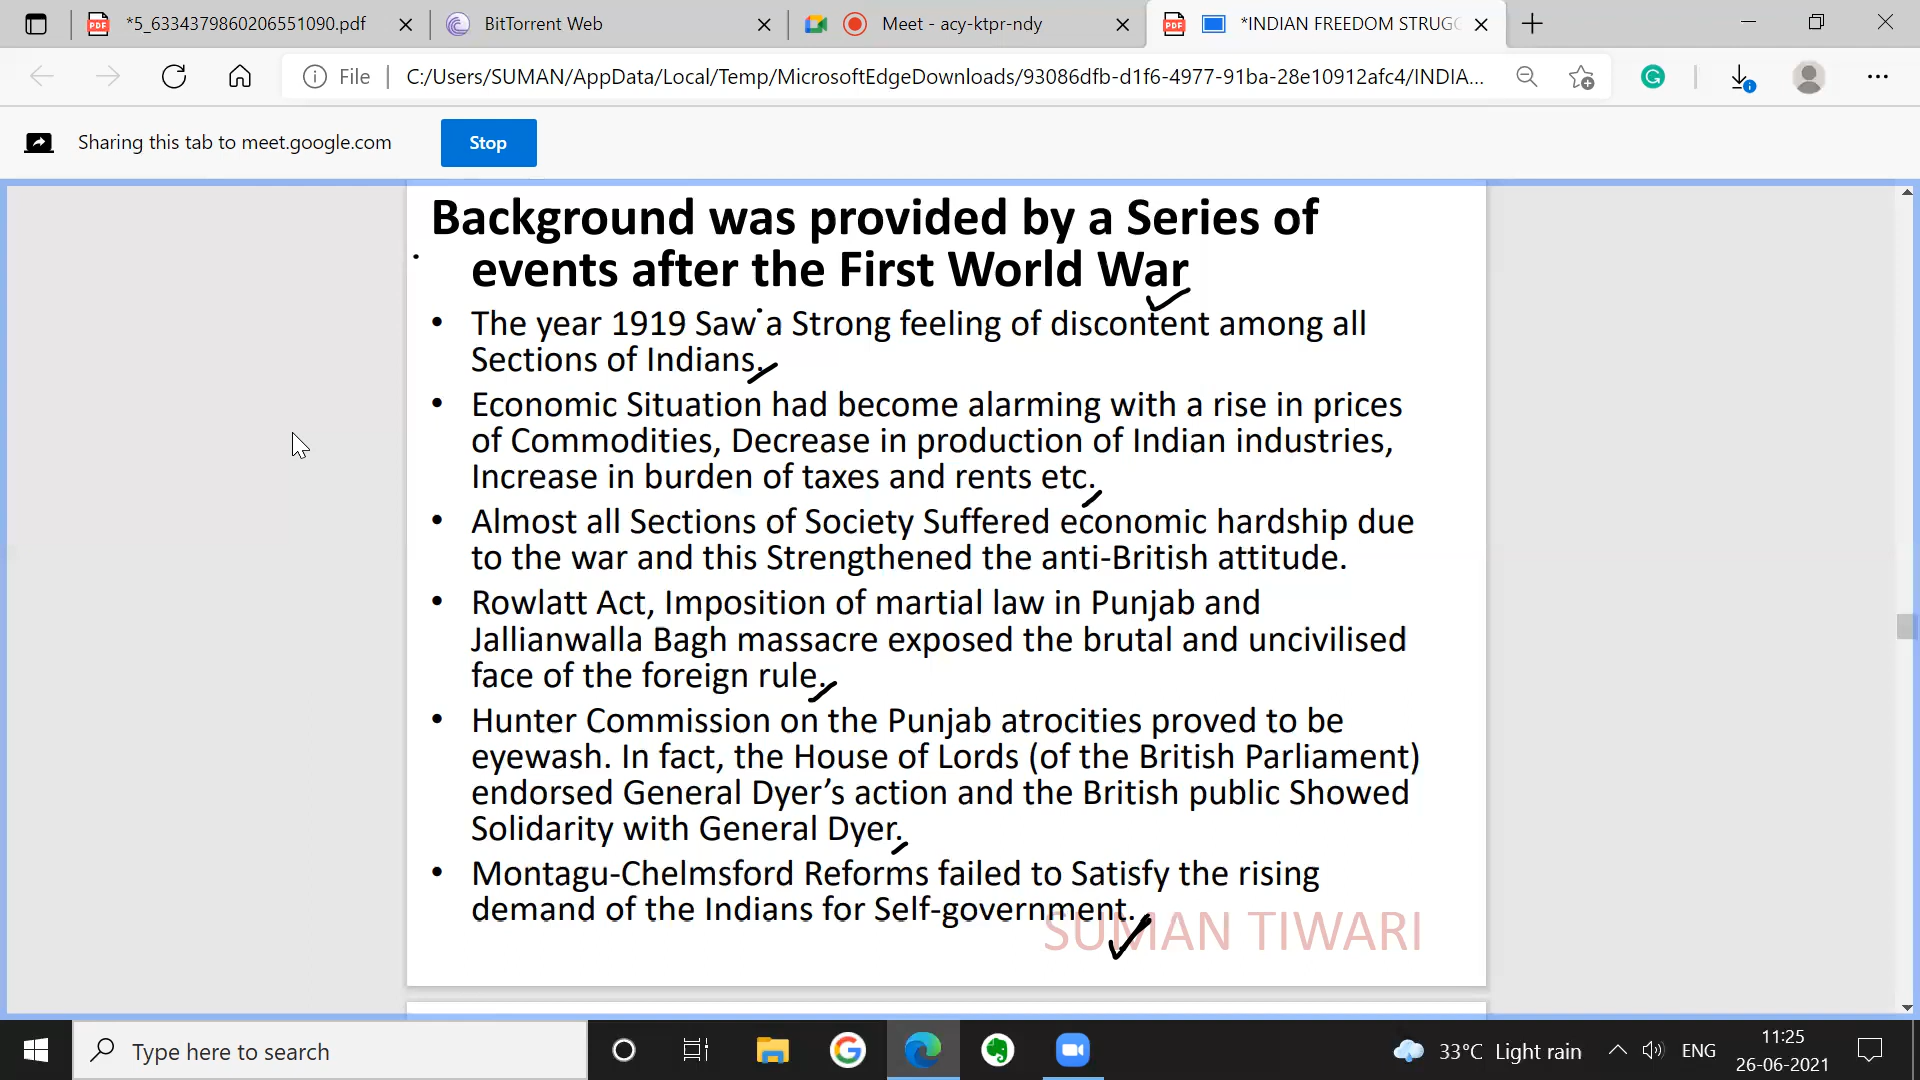 *5_6334379860206551090.pdf
BitTorrent Web
Meet - acy-ktpr-ndy
*INDIAN FREEDOM STRUGG
File
C:/Users/SUMAN/AppData/Local/Temp/MicrosoftEdgeDownloads/93086dfb-d1f6-4977-91ba-28e10912afc4/INDIA...
Sharing this tab to meet.google.com
Stop
Background was provided by a Series of
events after the First World War
• The year 1919 Saw a Strong feeling of discontent among all
Sections of Indians.
• Economic Situation had become alarming with a rise in prices
of Commodities, Decrease in production of Indian industries,
Increase in burden of taxes and rents etc.
• Almost all Sections of Society Suffered economic hardship due
to the war and this Strengthened the anti-British attitude.
• Rowlatt Act, Imposition of martial law in Punjab and
Jallianwalla Bagh massacre exposed the brutal and uncivilised
face of the foreign rule.
• Hunter Commission on the Punjab atrocities proved to be
eyewash. In fact, the House of Lords (of the British Parliament)
endorsed General Dyer’s action and the British public Showed
Solidarity with General Dyer.
• Montagu-Chelmsford Reforms failed to Satisfy the rising
demand of the Indians for Self-government.
SUMAN TIWARI
Type here to search
33°C Light rain
ENG
11:25
26-06-2021